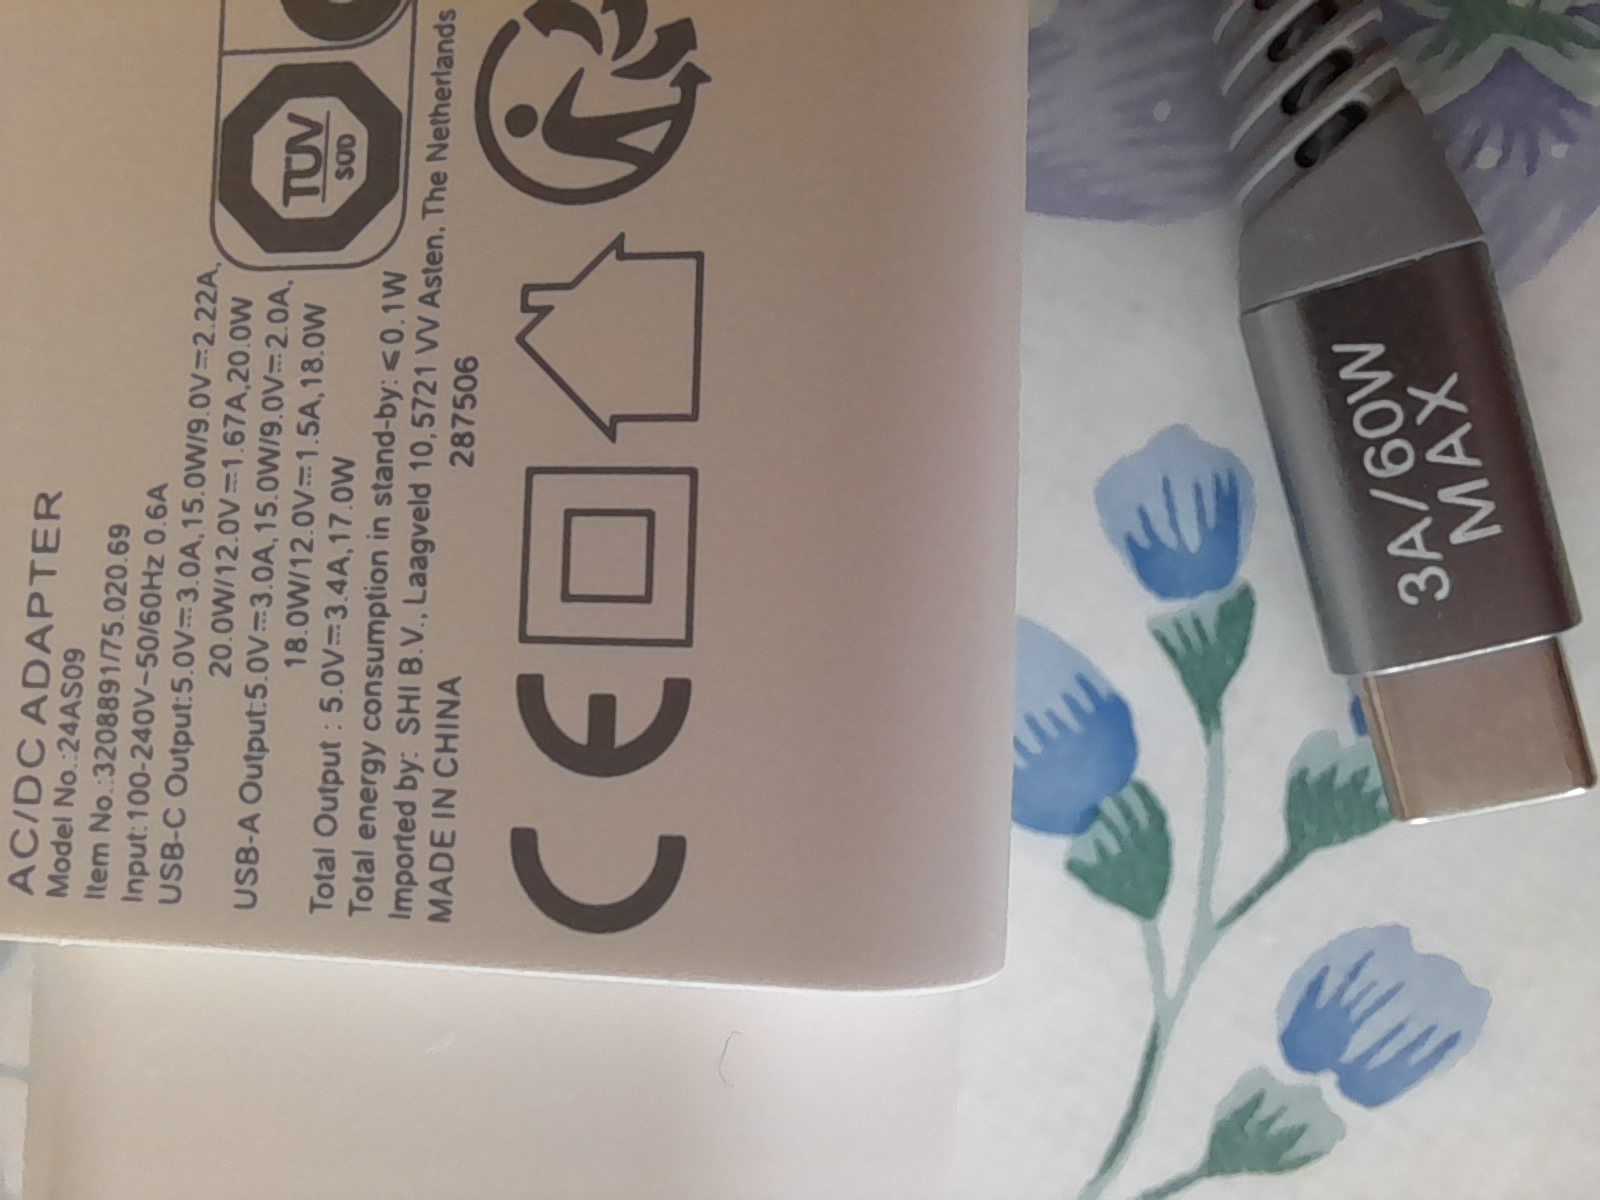 AC/DC ADAPTER
Model No.:24AS09
Item No.:3208891/75.020.69
Input:100-240V~50/60Hz 0.6A
USB-C Output:5.0V⎓3.0A,15.0W/9.0V⎓2.22A,
20.0W/12.0V⎓1.67A,20.0W
USB-A Output:5.0V⎓3.0A,15.0W/9.0V⎓2.0A,
18.0W/12.0V⎓1.5A,18.0W
Total Output : 5.0V⎓3.4A,17.0W
Total energy consumption in stand-by: ≤0.1W
Imported by: SHI B.V., Laagveld 10,5721 VV Asten, The Netherlands
MADE IN CHINA 287506
TÜV
SÜD
CE
3A/60W
MAX